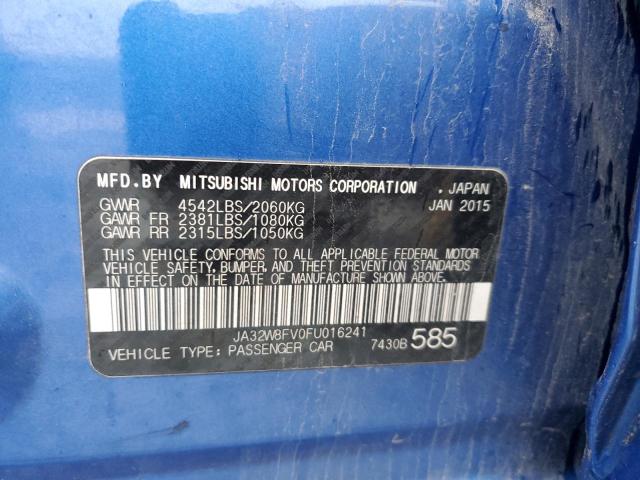 MFD.BY MITSUBISHI MOTORS CORPORATION . JAPAN
GVWR 4542LBS/2060KG JAN 2015
GAWR FR 2381LBS/1080KG
GAWR RR 2315LBS/1050KG
THIS VEHICLE CONFORMS TO ALL APPLICABLE FEDERAL MOTOR
VEHICLE SAFETY, BUMPER, AND THEFT PREVENTION STANDARDS
IN EFFECT ON THE DATE OF MANUFACTURE SHOWN ABOVE.
JA32W8FV0FU016241
VEHICLE TYPE: PASSENGER CAR 7430B 585